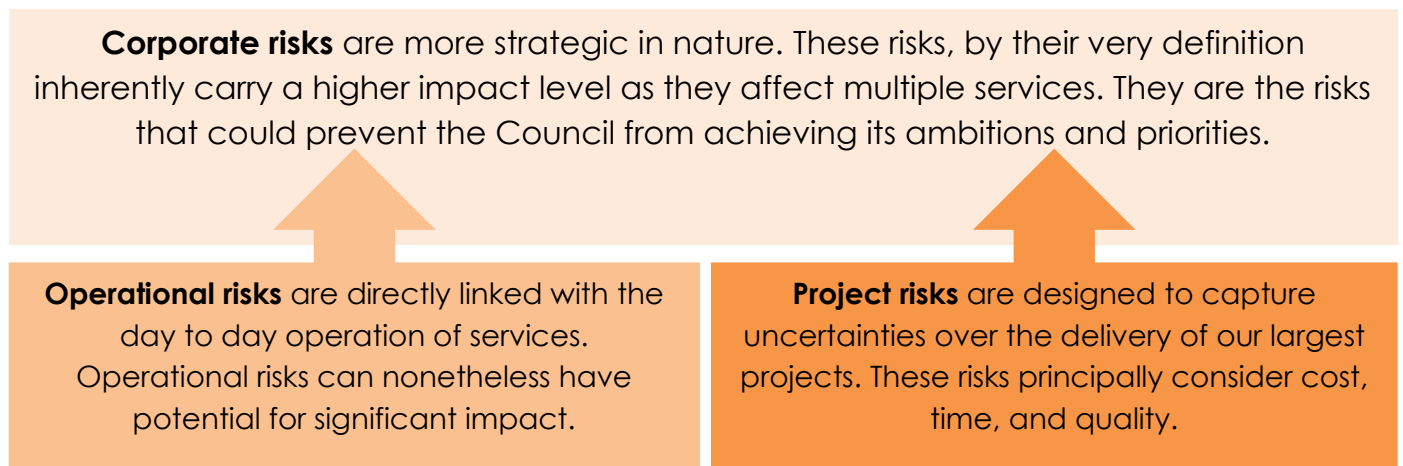 Corporate risks are more strategic in nature. These risks, by their very definition
inherently carry a higher impact level as they affect multiple services. They are the risks
that could prevent the Council from achieving its ambitions and priorities.
Operational risks are directly linked with the
day to day operation of services.
Operational risks can nonetheless have
potential for significant impact.
Project risks are designed to capture
uncertainties over the delivery of our largest
projects. These risks principally consider cost,
time, and quality.